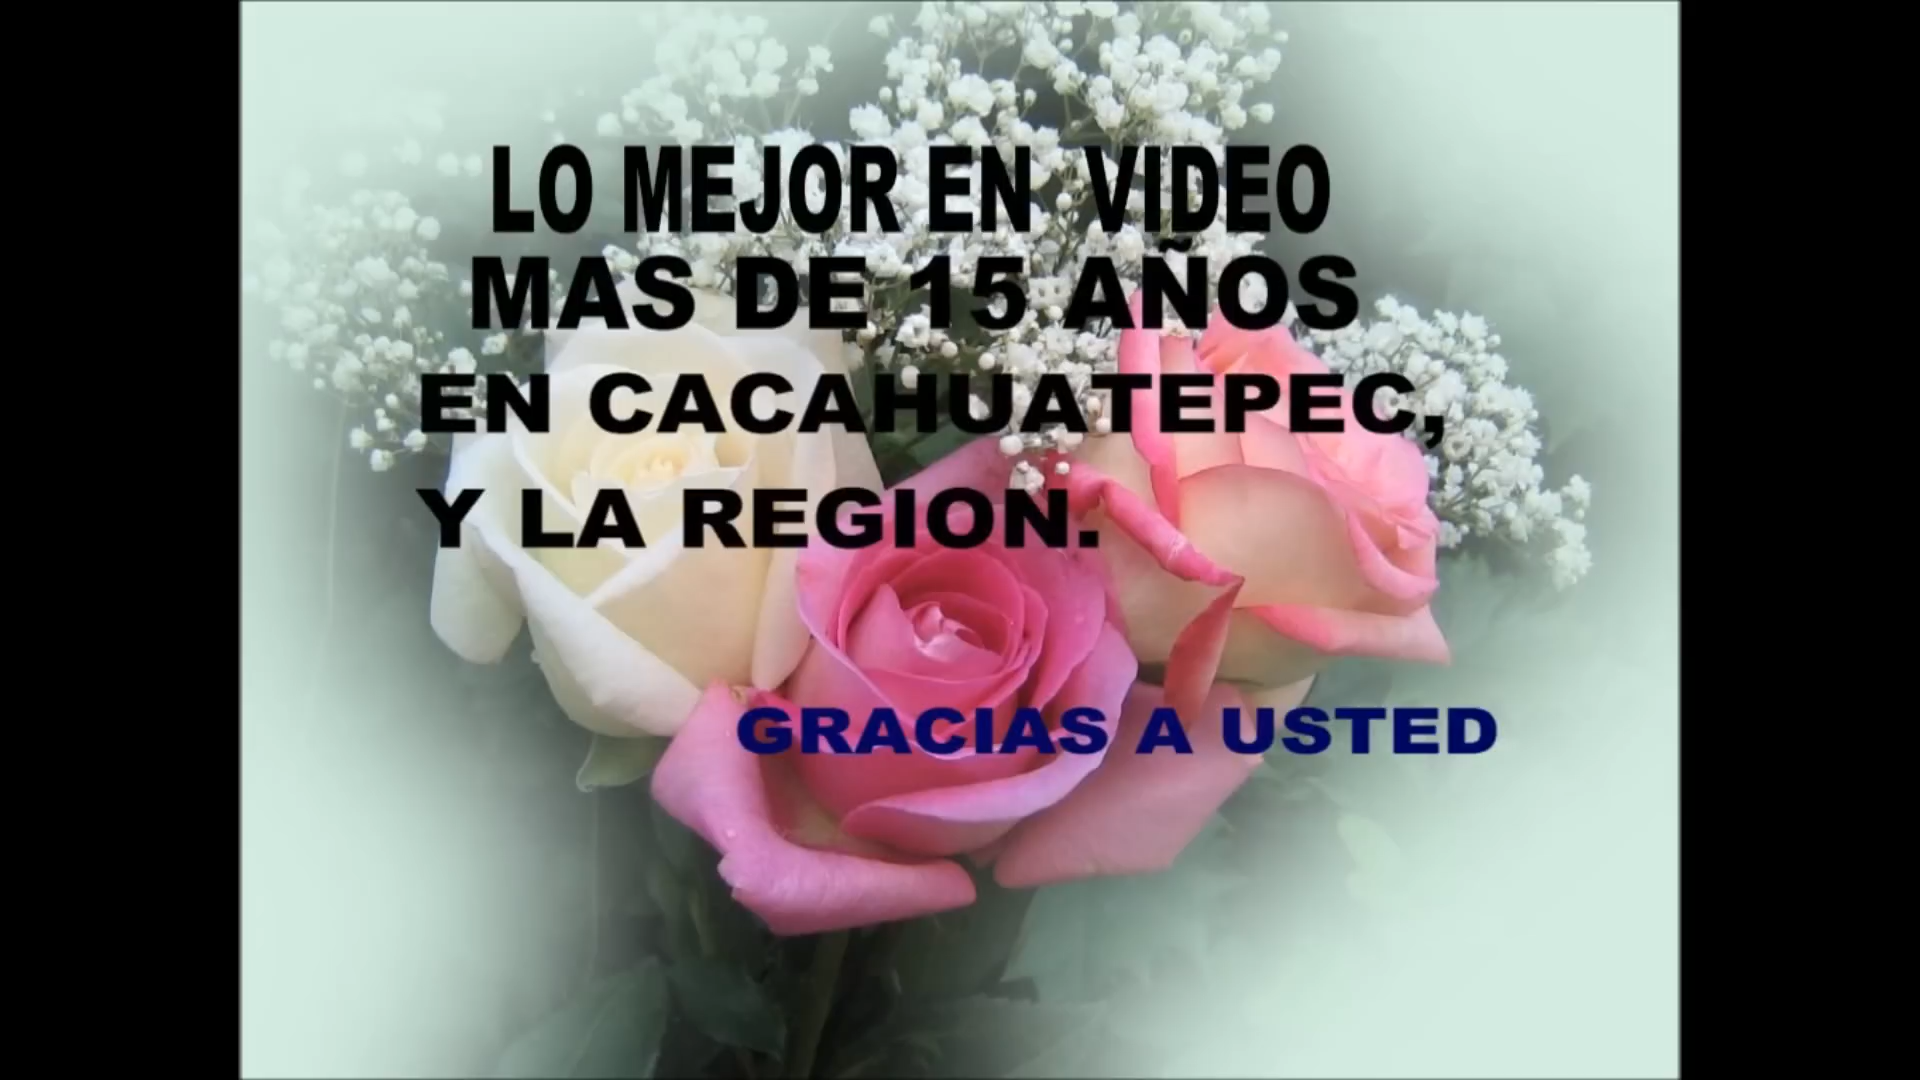 LO MEJOR EN VIDEO
MAS DE 15 AÑOS
EN CACAHUATEPEC,
Y LA REGION.
GRACIAS A USTED